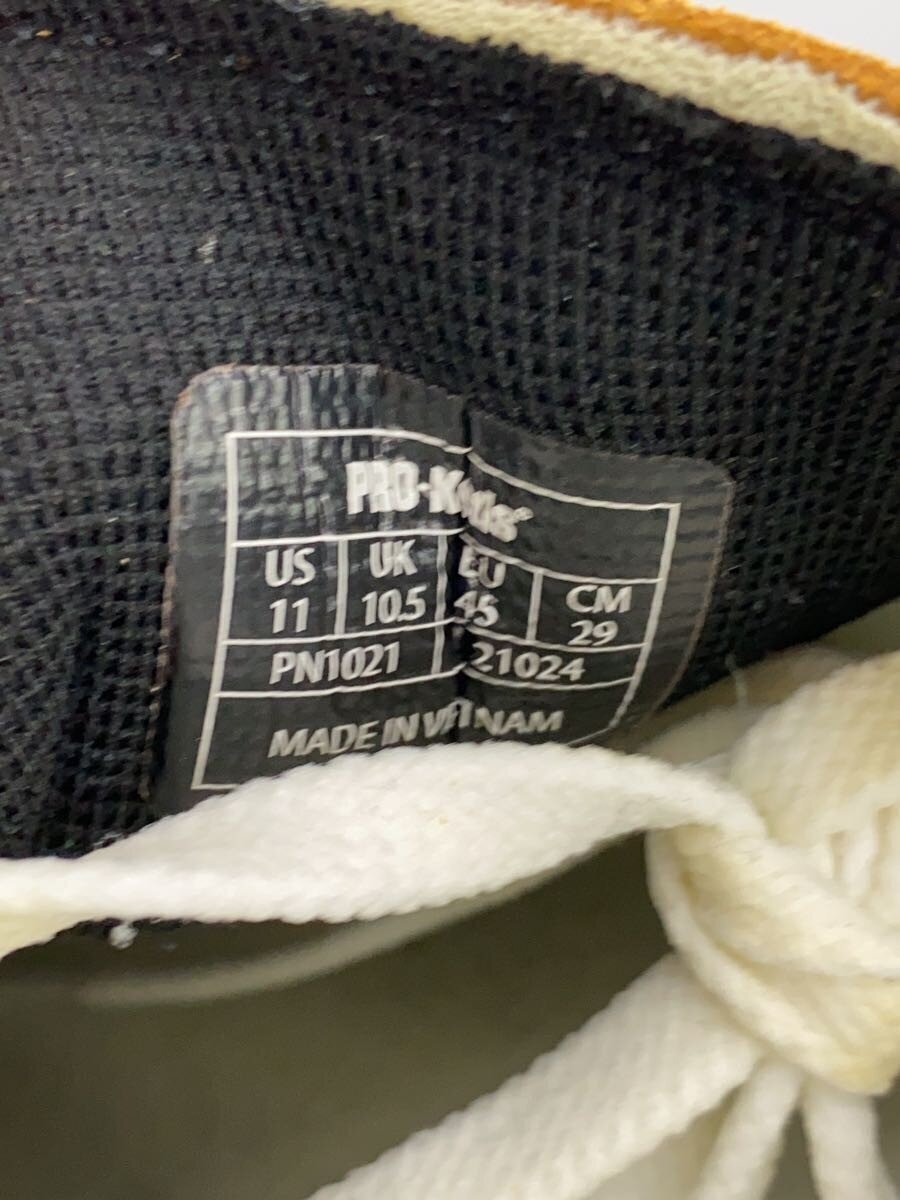 PRO-Keds®
US UK EU CM
11 10.5 45 29
PN1021 21024
MADE IN VIETNAM